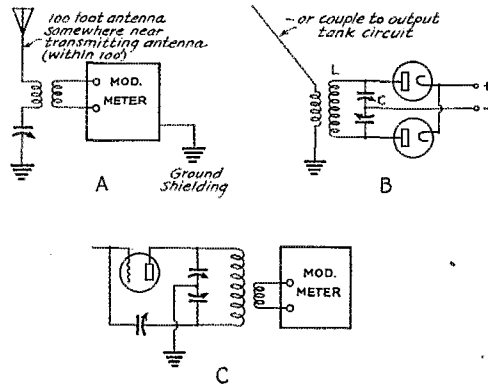 100 foot antenna
somewhere near
transmitting antenna
(within 100')
MOD.
METER
Ground
Shielding
A
- or couple to output
tank circuit
L
C
+
-
B
MOD.
METER
C